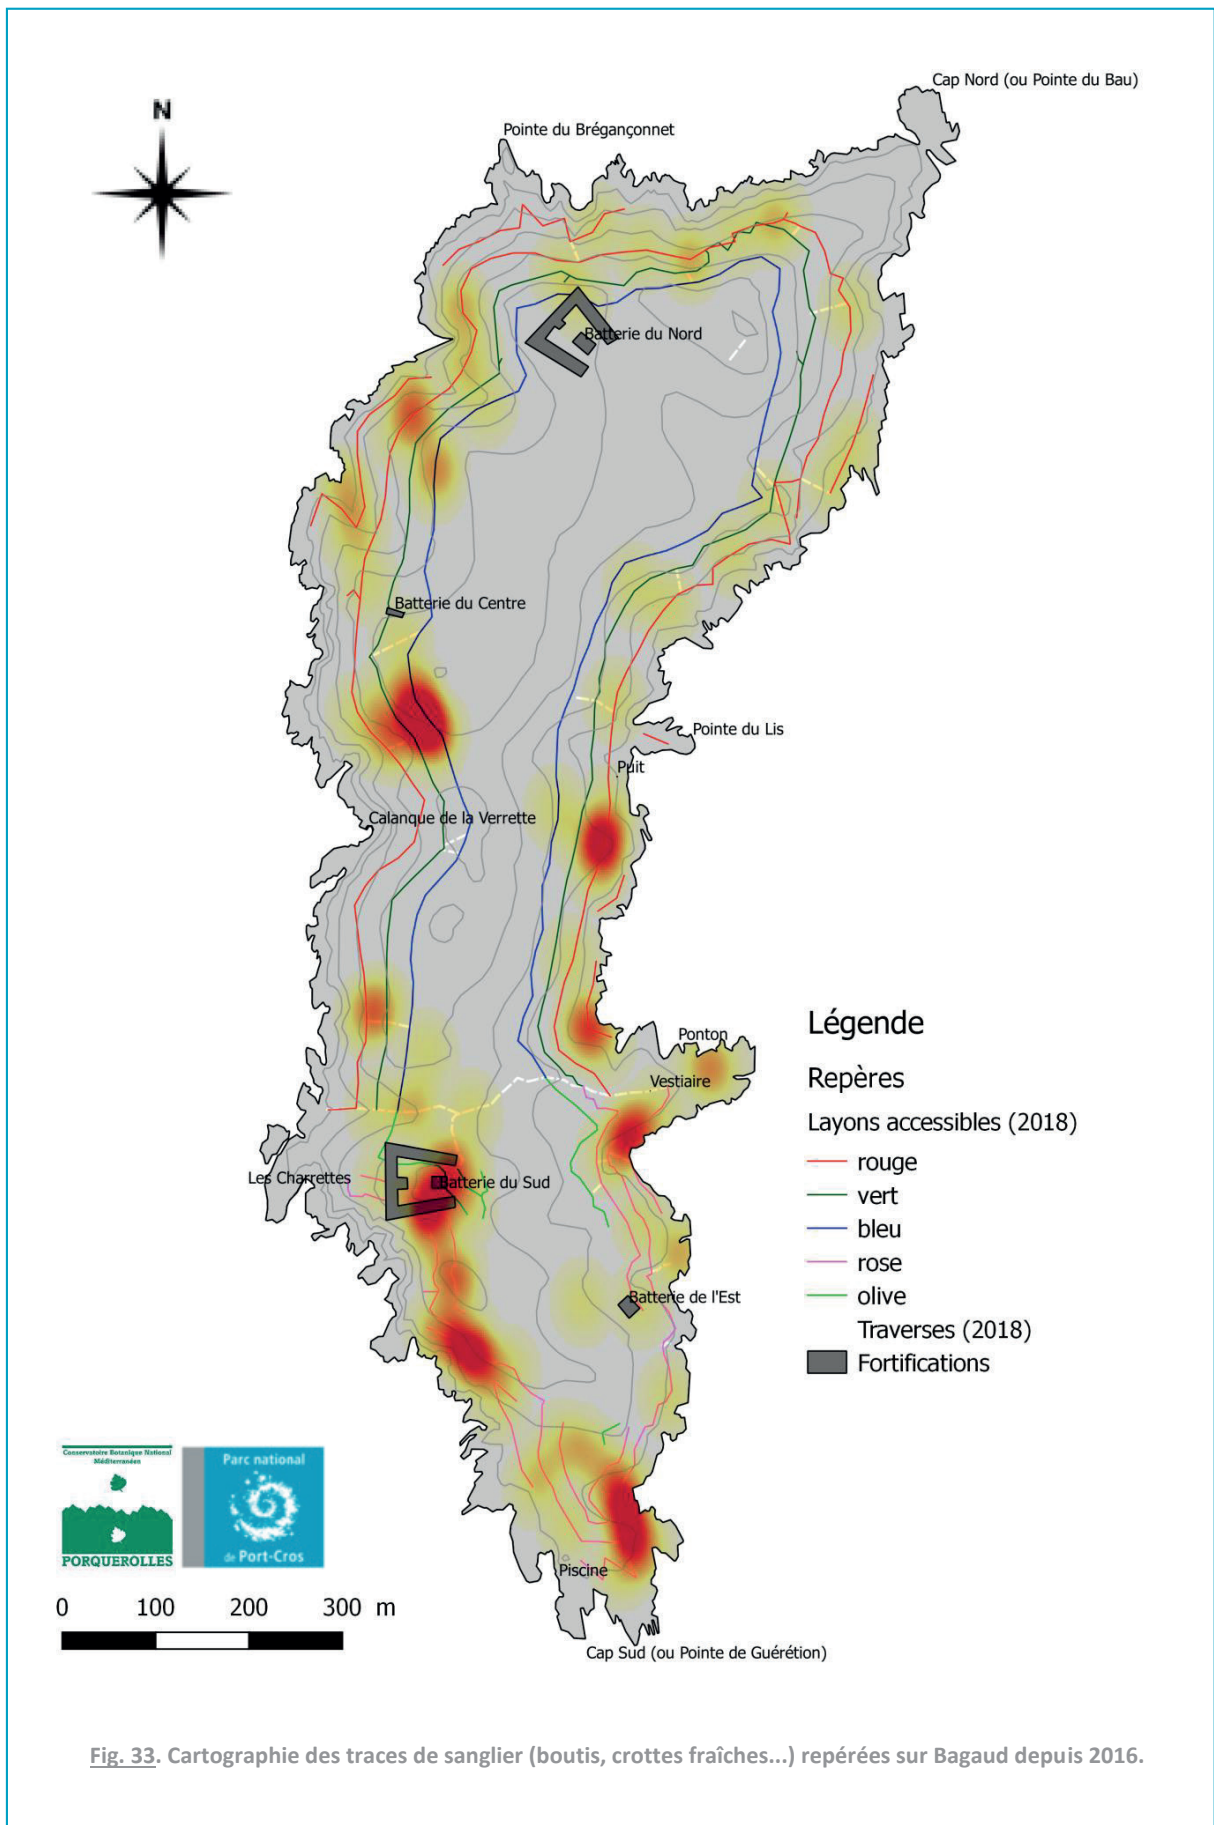 Cap Nord (ou Pointe du Bau)
N
Pointe du Brégançonnet
Batterie du Nord
Batterie du Centre
Pointe du Lis
Puit
Calanque de la Verrette
Légende
Ponton
Repères
Vestiaire
Layons accessibles (2018)
rouge
Les Charrettes
Batterie du Sud
vert
bleu
rose
Batterie de l'Est
olive
Traverses (2018)
Fortifications
Conservatoire Botanique National
Méditerranéen
PORQUEROLLES
Parc national
de Port-Cros
Piscine
0 100 200 300 m
Cap Sud (ou Pointe de Guérétion)
Fig. 33. Cartographie des traces de sanglier (boutis, crottes fraîches...) repérées sur Bagaud depuis 2016.